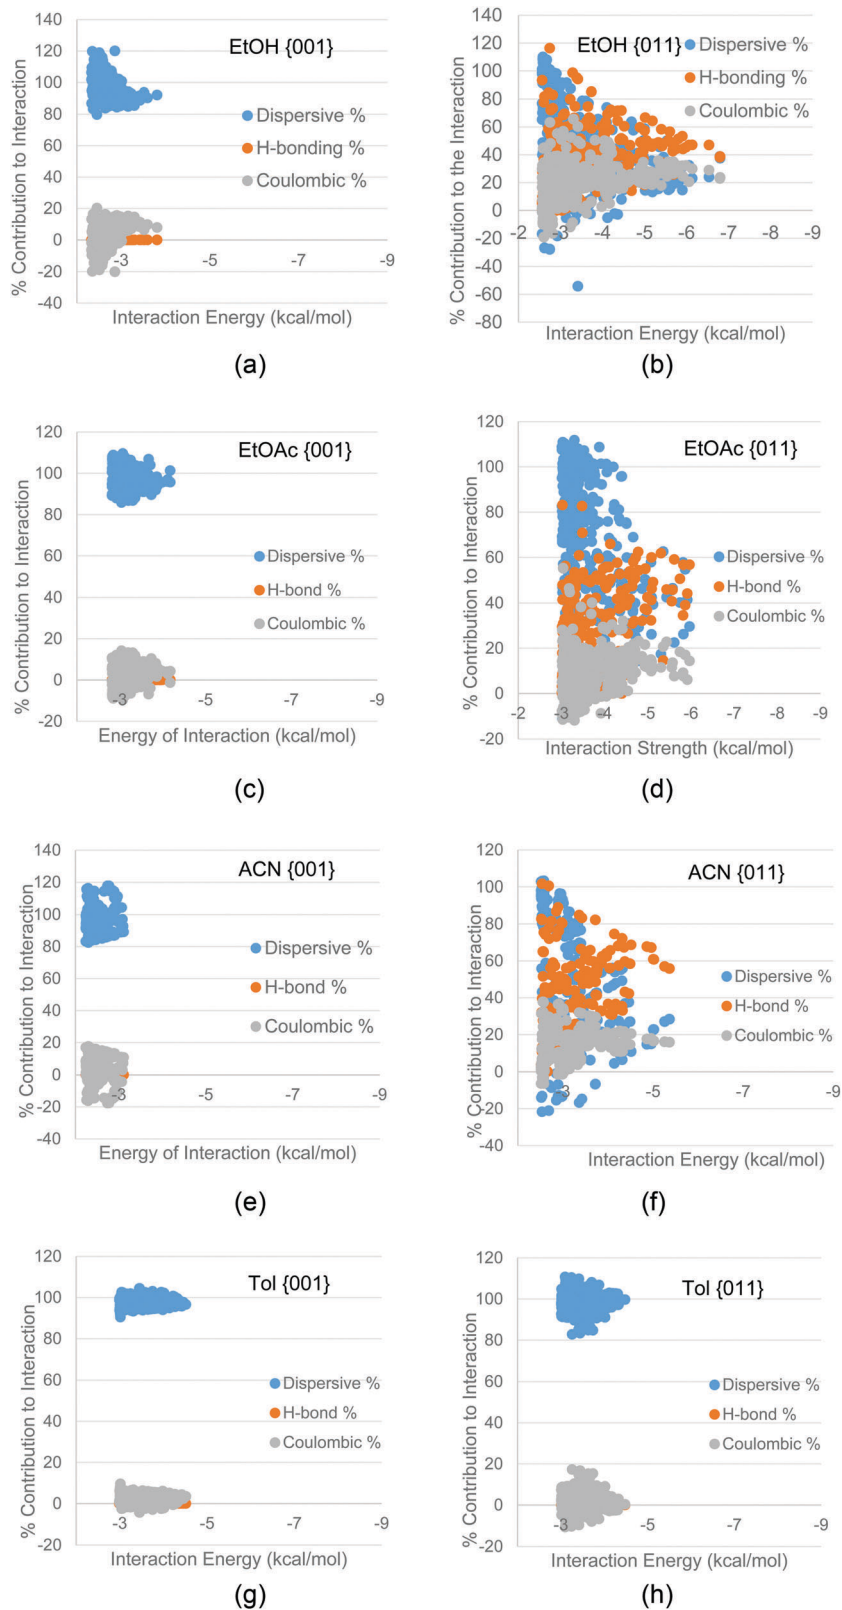 EtOH {001}
% Contribution to Interaction
140
120
100
80
60
40
20
0
-20
-40
-3
-5
-7
-9
Dispersive %
H-bonding %
Coulombic %
Interaction Energy (kcal/mol)
(a)
EtOH {011}
% Contribution to the Interaction
140
120
100
80
60
40
20
0
-20
-40
-60
-80
-2
-3
-4
-5
-6
-7
-8
-9
Dispersive %
H-bonding %
Coulombic %
Interaction Energy (kcal/mol)
(b)
EtOAc {001}
% Contribution to Interaction
120
100
80
60
40
20
0
-20
-3
-5
-7
-9
Dispersive %
H-bond %
Coulombic %
Energy of Interaction (kcal/mol)
(c)
EtOAc {011}
% Contribution to Interaction
120
100
80
60
40
20
0
-20
-2
-3
-4
-5
-6
-7
-8
-9
Dispersive %
H-bond %
Coulombic %
Interaction Strength (kcal/mol)
(d)
ACN {001}
% Contribution to Interaction
140
120
100
80
60
40
20
0
-20
-40
-3
-5
-7
-9
Dispersive %
H-bond %
Coulombic %
Energy of Interaction (kcal/mol)
(e)
ACN {011}
% Contribution to Interaction
120
100
80
60
40
20
0
-20
-40
-3
-5
-7
-9
Dispersive %
H-bond %
Coulombic %
Interaction Energy (kcal/mol)
(f)
Tol {001}
% Contribution to Interaction
120
100
80
60
40
20
0
-20
-3
-5
-7
-9
Dispersive %
H-bond %
Coulombic %
Interaction Energy (kcal/mol)
(g)
Tol {011}
% Contribution to Interaction
120
100
80
60
40
20
0
-20
-3
-4
-5
-6
-7
-8
-9
Dispersive %
H-bond %
Coulombic %
Interaction Energy (kcal/mol)
(h)